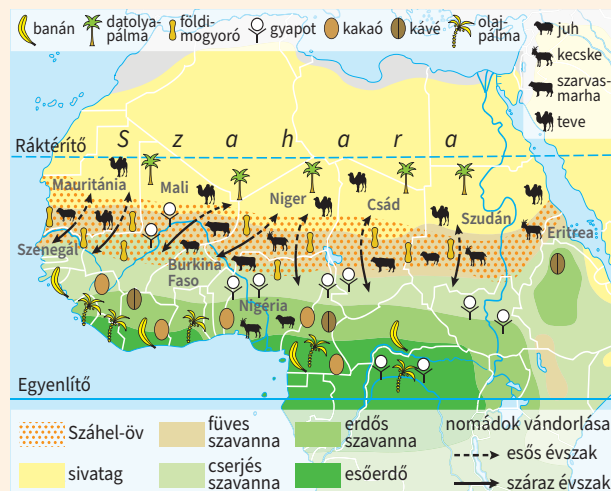 banán
datolya-
pálma
földi-
mogyoró
gyapot
kakaó
kávé
olaj-
pálma
juh
kecske
szarvas-
marha
teve
Szahara
Ráktérítő
Mauritánia
Mali
Niger
Csád
Szudán
Eritrea
Szenegál
Burkina
Faso
Nigéria
Egyenlítő
Száhel-öv
füves
szavanna
erdős
szavanna
nomádok vándorlása
esős évszak
sivatag
cserjés
szavanna
esőerdő
száraz évszak